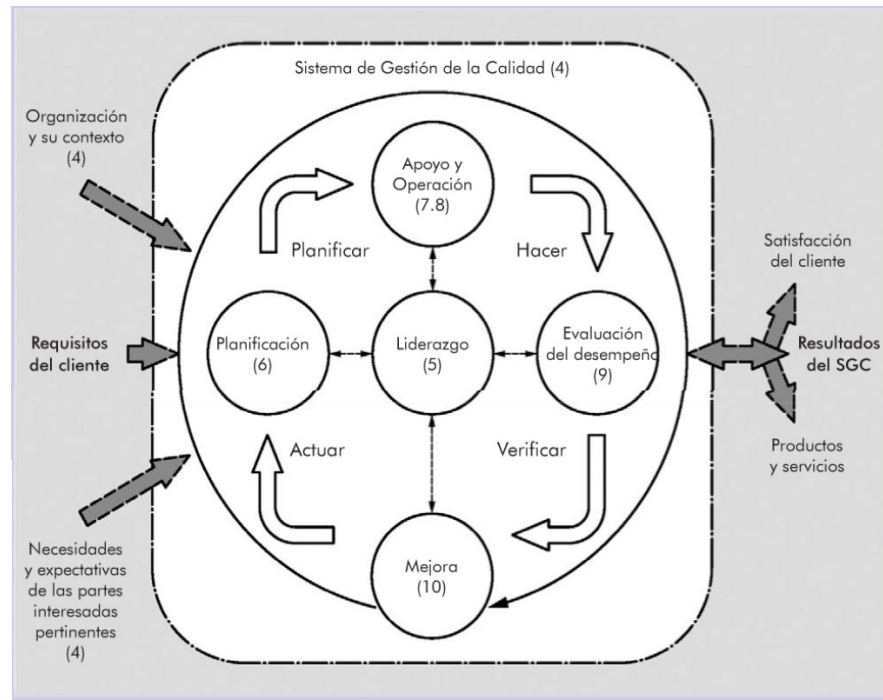 Sistema de Gestión de la Calidad (4)
Organización
y su contexto
(4)
Apoyo y
Operación
(7.8)
Planificar
Hacer
Satisfacción
del cliente
Requisitos
del cliente
Planificación
(6)
Liderazgo
(5)
Evaluación
del desempeño
(9)
Resultados
del SGC
Actuar
Verificar
Productos
y servicios
Necesidades
y expectativas
de las partes
interesadas
pertinentes
(4)
Mejora
(10)